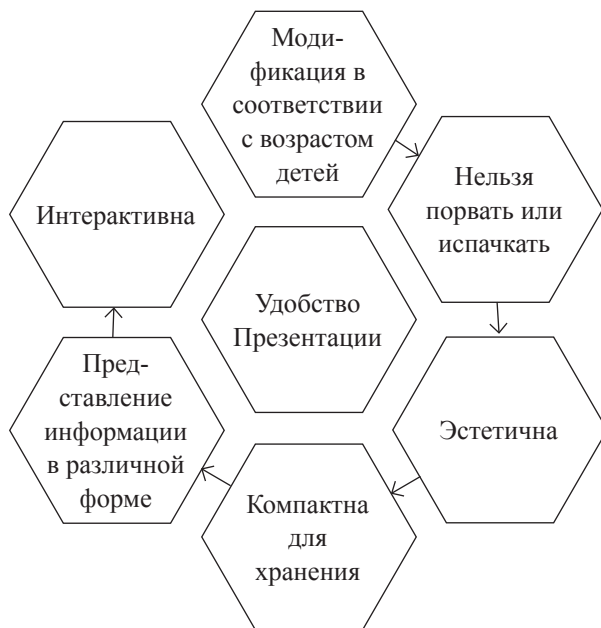 Моди-
фикация в
соответствии
с возрастом
детей
Нельзя
порвать или
испачкать
Эстетична
Компактна
для
хранения
Пред-
ставление
информации
в различной
форме
Интерактивна
Удобство
Презентации